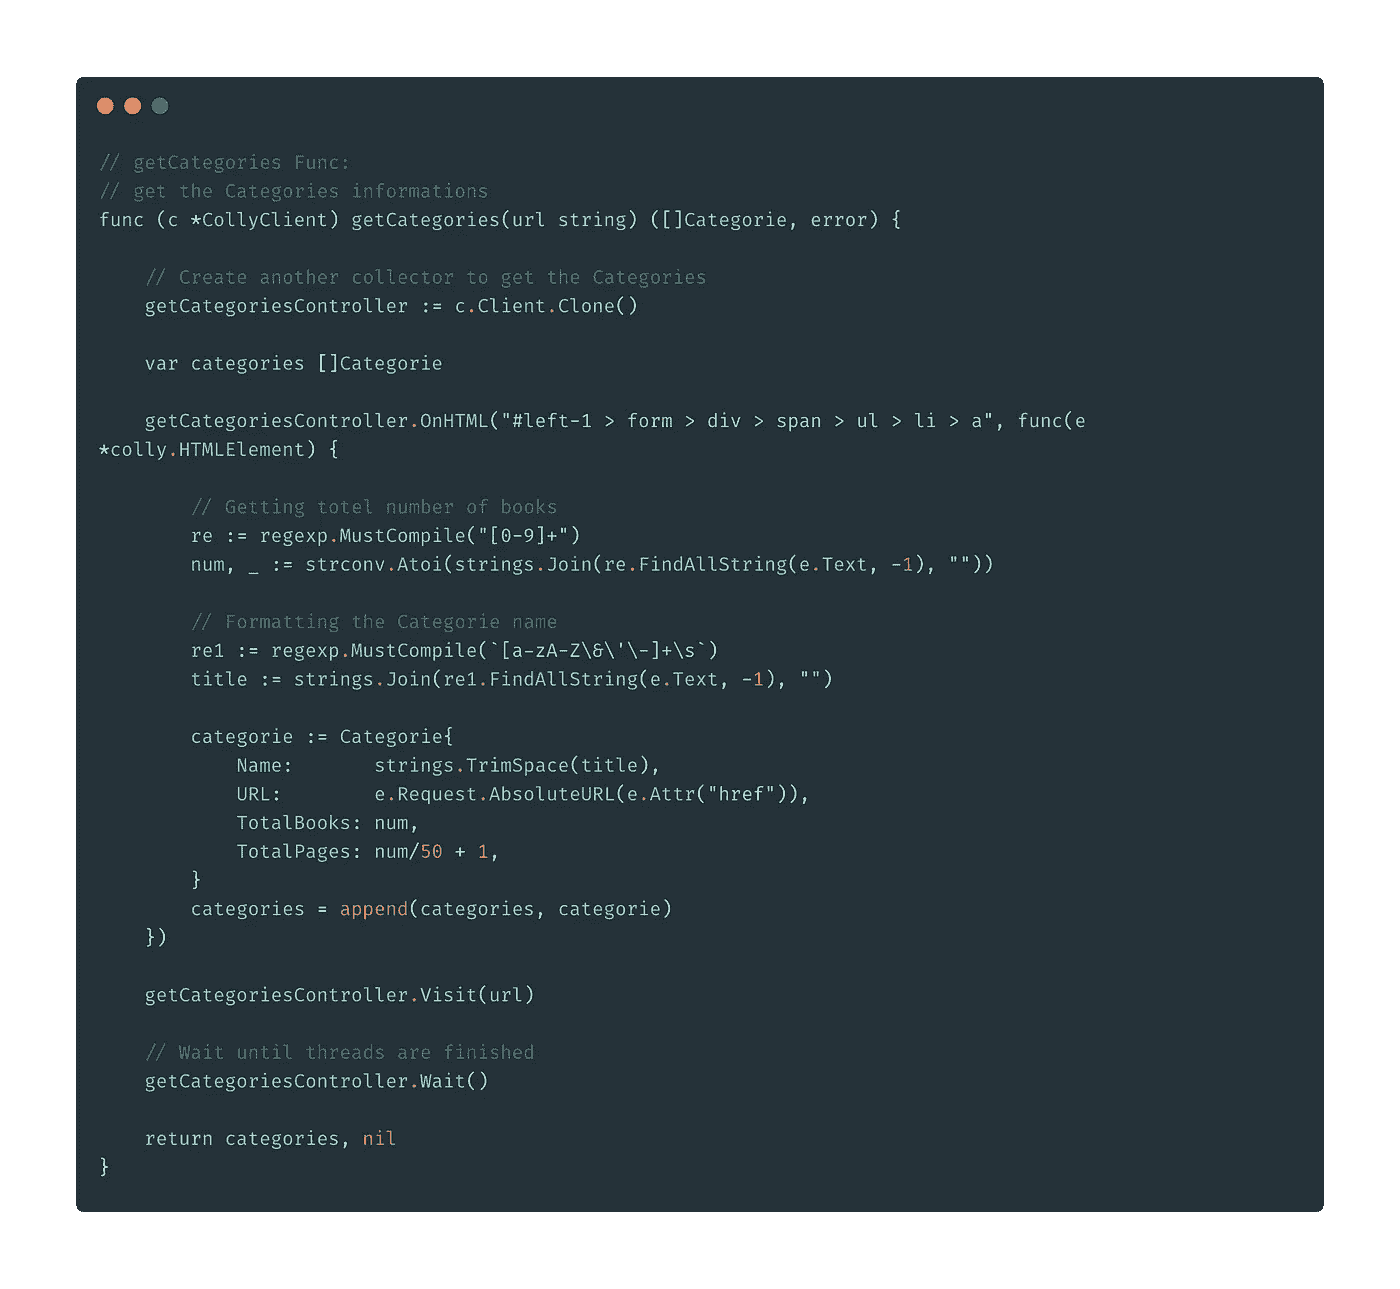 // getCategories Func:
// get the Categories informations
func (c *CollyClient) getCategories(url string) ([]Categorie, error) {
    // Create another collector to get the Categories
    getCategoriesController := c.Client.Clone()
    var categories []Categorie
    getCategoriesController.OnHTML("#left-1 > form > div > span > ul > li > a", func(e
*colly.HTMLElement) {
        // Getting totel number of books
        re := regexp.MustCompile("[0-9]+")
        num, _ := strconv.Atoi(strings.Join(re.FindAllString(e.Text, -1), ""))
        // Formatting the Categorie name
        re1 := regexp.MustCompile(`[a-zA-Z\&\'\-]+\s`)
        title := strings.Join(re1.FindAllString(e.Text, -1), "")
        categorie := Categorie{
            Name:       strings.TrimSpace(title),
            URL:        e.Request.AbsoluteURL(e.Attr("href")),
            TotalBooks: num,
            TotalPages: num/50 + 1,
        }
        categories = append(categories, categorie)
    })
    getCategoriesController.Visit(url)
    // Wait until threads are finished
    getCategoriesController.Wait()
    return categories, nil
}